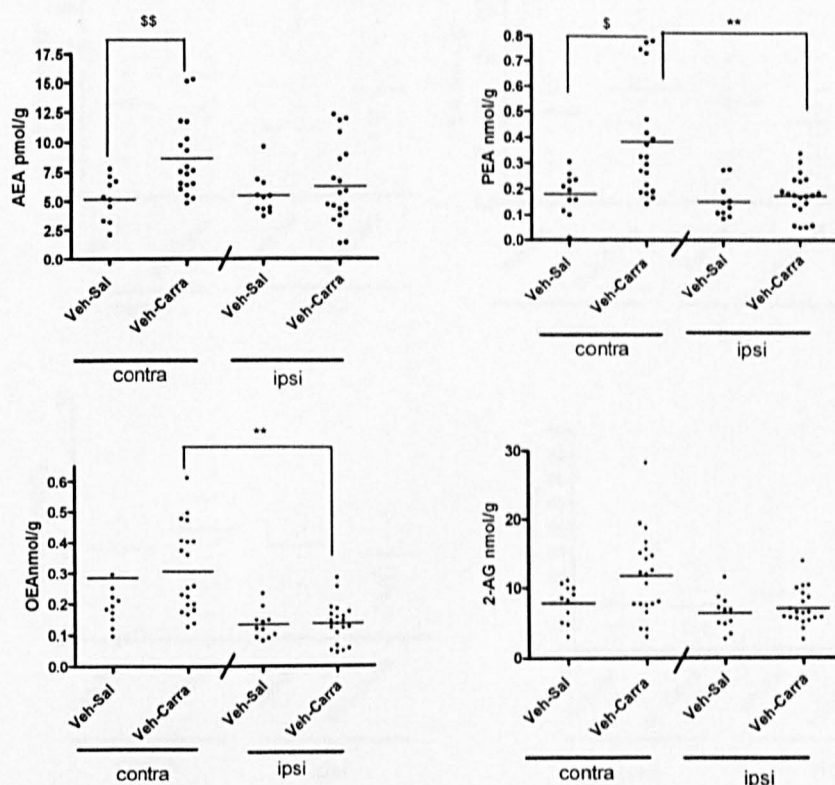 $$
17.5
15.0
12.5
10.0
7.5
5.0
2.5
0.0
AEA pmol/g
Veh-Sal
Veh-Carra
Veh-Sal
Veh-Carra
contra
ipsi
$
**
0.8
0.7
0.6
0.5
0.4
0.3
0.2
0.1
0.0
PEA nmol/g
Veh-Sal
Veh-Carra
Veh-Sal
Veh-Carra
contra
ipsi
**
0.6
0.5
0.4
0.3
0.2
0.1
0.0
OEAnmol/g
Veh-Sal
Veh-Carra
Veh-Sal
Veh-Carra
contra
ipsi
30
20
10
0
2-AG nmol/g
Veh-Sal
Veh-Carra
Veh-Sal
Veh-Carra
contra
ipsi